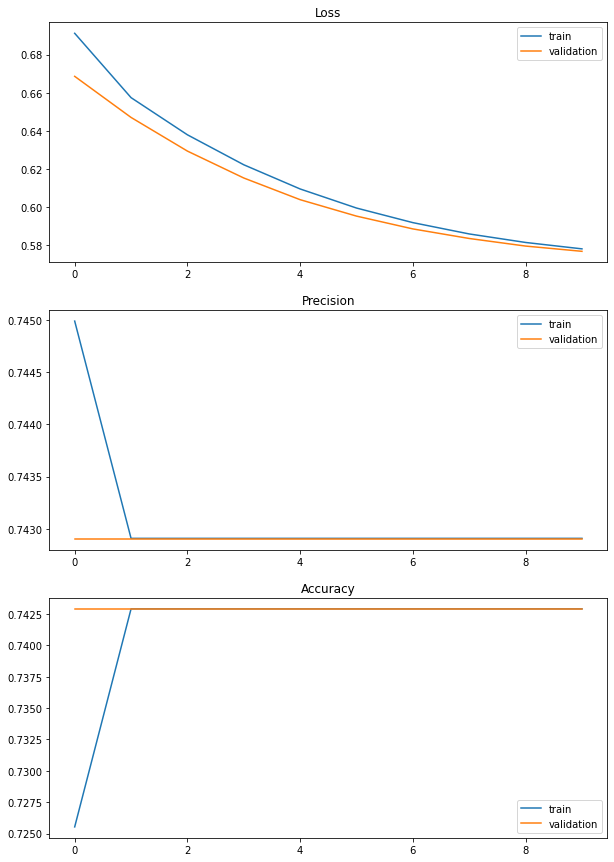 Loss
train
validation
0.68
0.66
0.64
0.62
0.60
0.58
0 2 4 6 8
Precision
train
validation
0.7450
0.7445
0.7440
0.7435
0.7430
0 2 4 6 8
Accuracy
0.7425
0.7400
0.7375
0.7350
0.7325
0.7300
0.7275
0.7250
train
validation
0 2 4 6 8